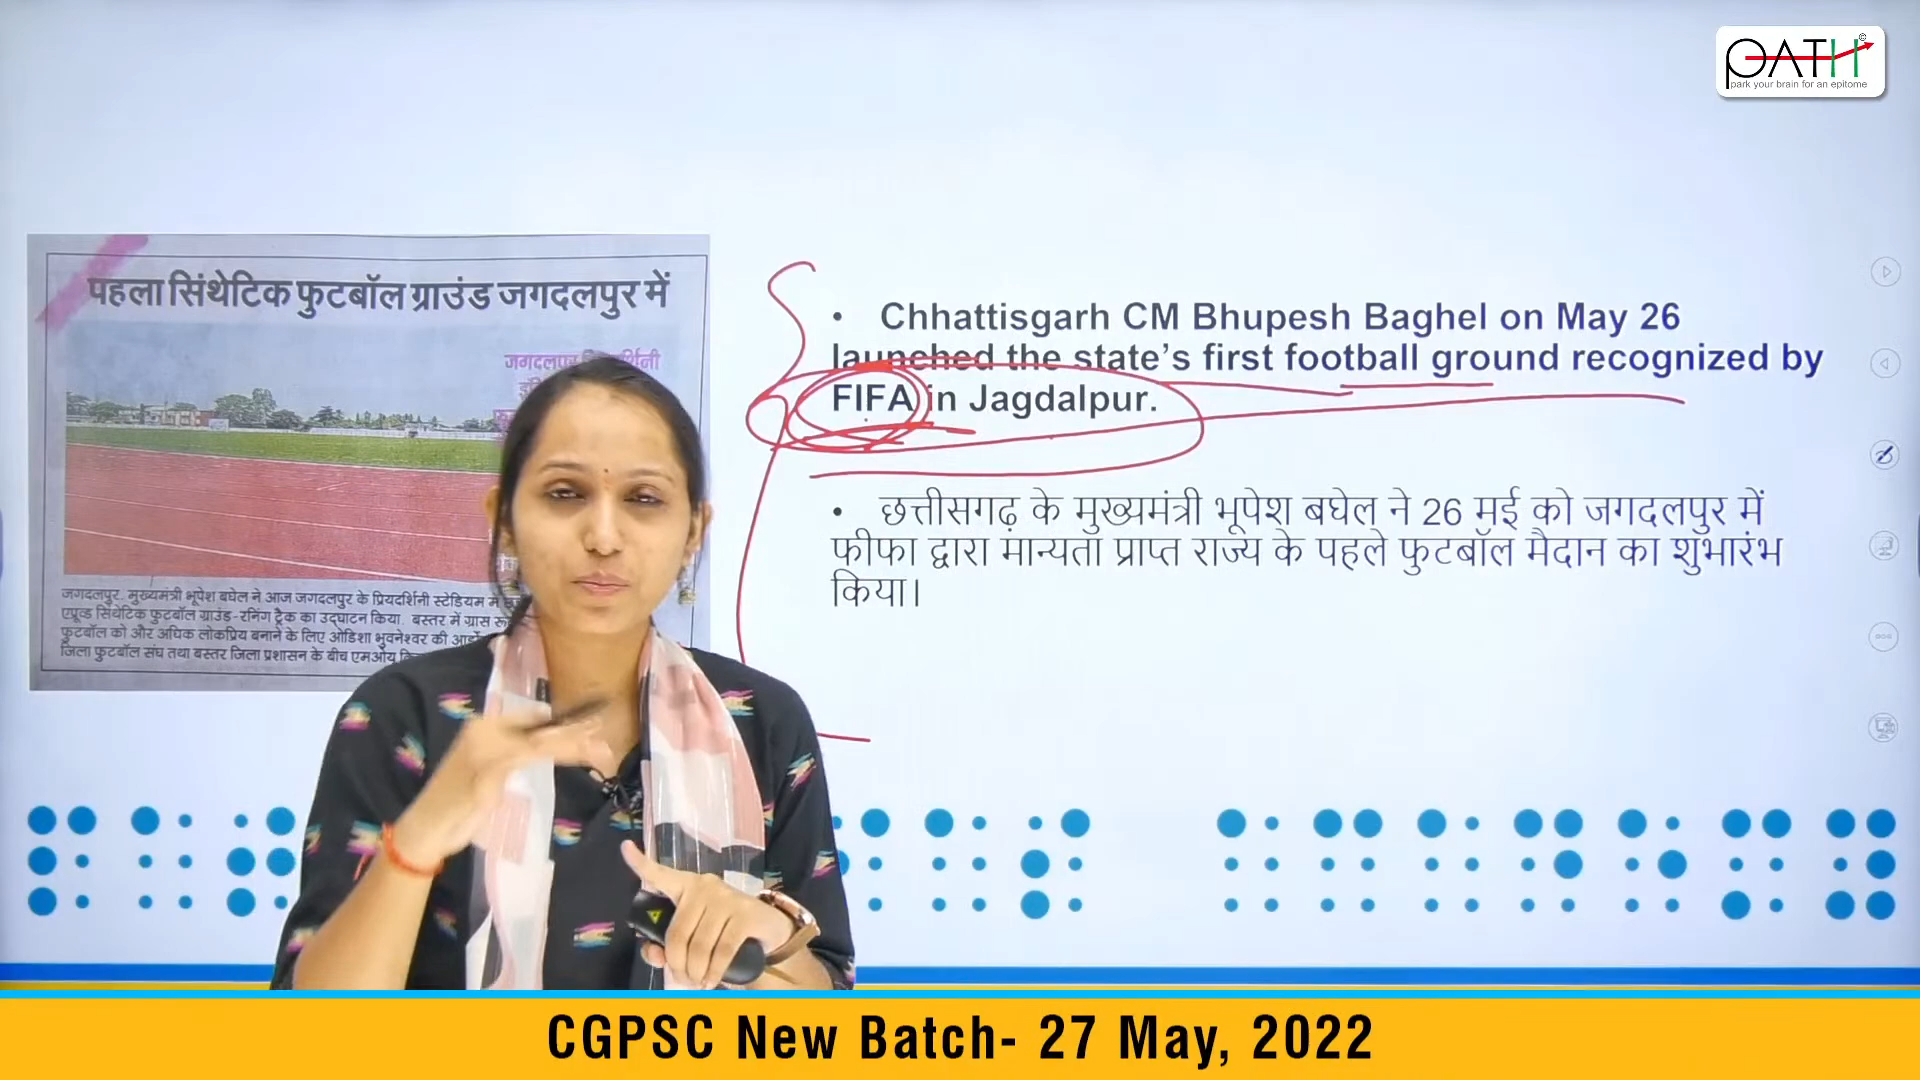 PATH
park your brain for an epitome
पहला सिंथेटिक फुटबॉल ग्राउंड जगदलपुर में
जगदलपुर. मुख्यमंत्री भूपेश बघेल ने आज जगदलपुर के प्रियदर्शिनी स्टेडियम में
एप्रूव्ड सिंथेटिक फुटबॉल ग्राउंड-रनिंग ट्रैक का उद्घाटन किया. बस्तर में ग्रास
फुटबॉल को और अधिक लोकप्रिय बनाने के लिए ओडिशा भुवनेश्वर की
जिला फुटबॉल संघ तथा बस्तर जिला प्रशासन के बीच एमओयू
• Chhattisgarh CM Bhupesh Baghel on May 26
launched the state's first football ground recognized by
FIFA in Jagdalpur.
• छत्तीसगढ़ के मुख्यमंत्री भूपेश बघेल ने 26 मई को जगदलपुर में
फीफा द्वारा मान्यता प्राप्त राज्य के पहले फुटबॉल मैदान का शुभारंभ
किया।
CGPSC New Batch- 27 May, 2022